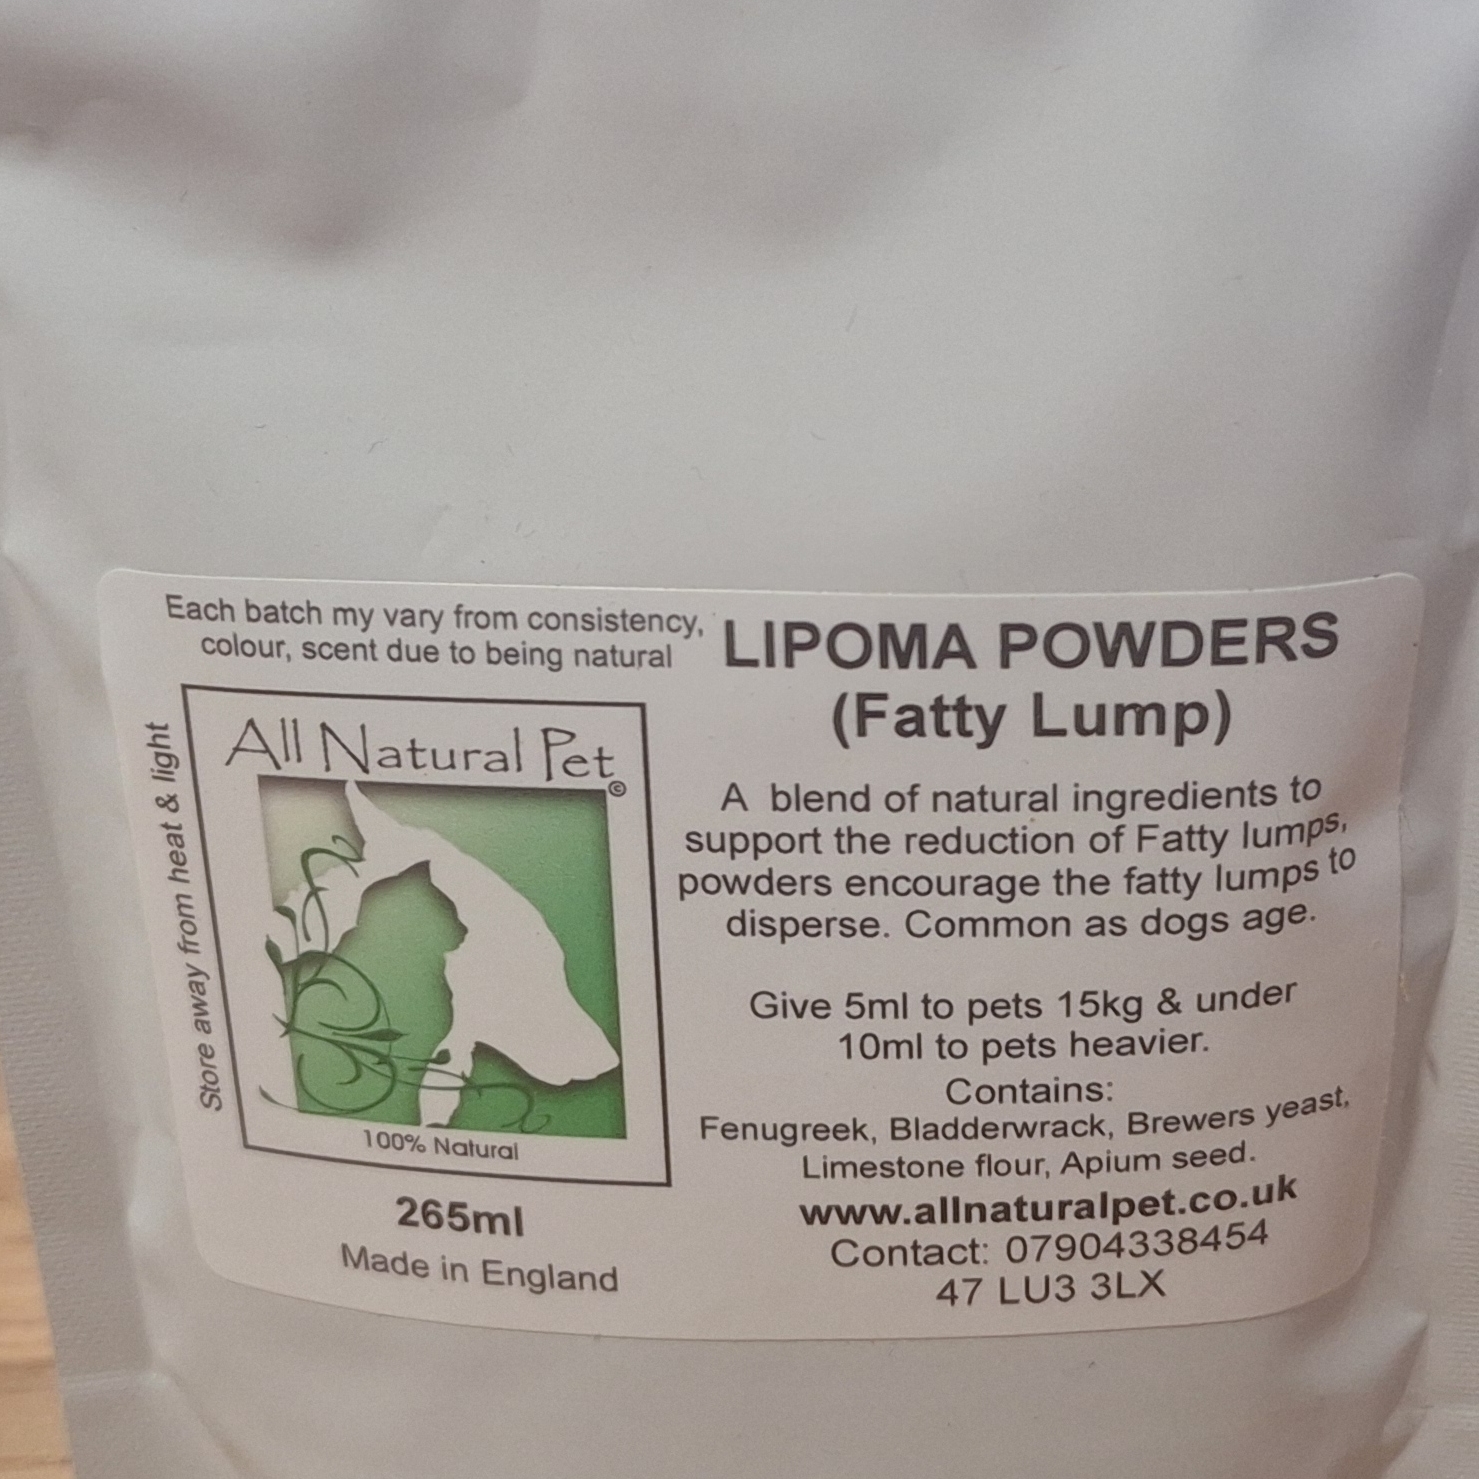 Each batch my vary from consistency,
colour, scent due to being natural
Store away from heat & light
All Natural Pet
©
100% Natural
265ml
Made in England
LIPOMA POWDERS
(Fatty Lump)
A blend of natural ingredients to
support the reduction of Fatty lumps,
powders encourage the fatty lumps to
disperse. Common as dogs age.
Give 5ml to pets 15kg & under
10ml to pets heavier.
Contains:
Fenugreek, Bladderwrack, Brewers yeast,
Limestone flour, Apium seed.
www.allnaturalpet.co.uk
Contact: 07904338454
47 LU3 3LX